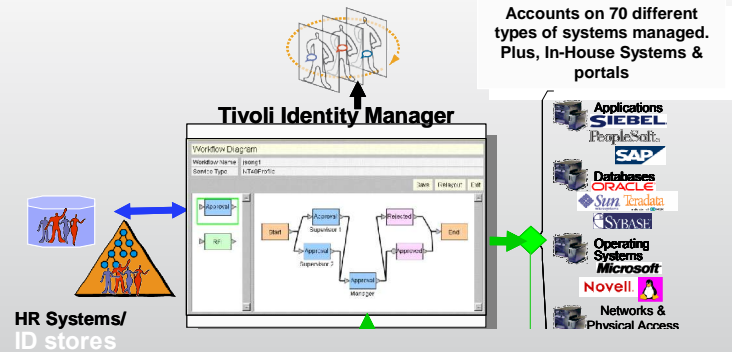 Accounts on 70 different
types of systems managed.
Plus, In-House Systems &
portals
Tivoli Identity Manager
Workflow Diagram
Workflow Name
Service Type NT40Profile
Save Relayout Exit
Approval
RFI
Start
Approval
Supervisor 1
Approval
Supervisor 2
Approval
Manager
Rejected
Approved
End
HR Systems/
ID stores
Applications
SIEBEL
PeopleSoft.
SAP
Databases
ORACLE
Sun Teradata
SYBASE
Operating
Systems
Microsoft
Novell.
Networks &
Physical Access